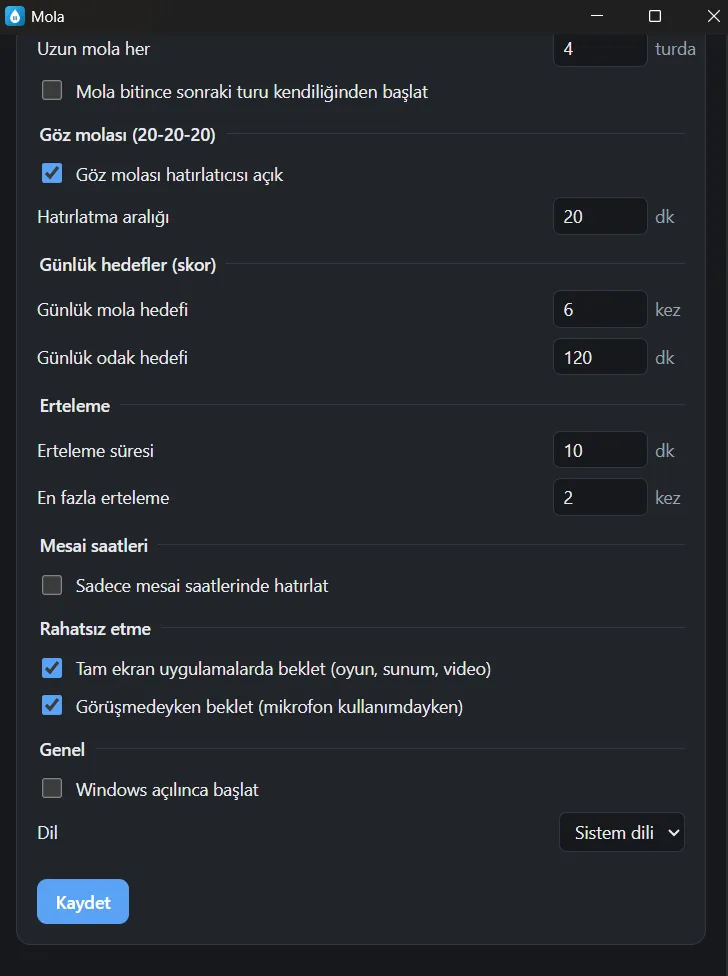 Mola
Uzun mola her 4 turda
Mola bitince sonraki turu kendiliğinden başlat
Göz molası (20-20-20)
Göz molası hatırlatıcısı açık
Hatırlatma aralığı 20 dk
Günlük hedefler (skor)
Günlük mola hedefi 6 kez
Günlük odak hedefi 120 dk
Erteleme
Erteleme süresi 10 dk
En fazla erteleme 2 kez
Mesai saatleri
Sadece mesai saatlerinde hatırlat
Rahatsız etme
Tam ekran uygulamalarda beklet (oyun, sunum, video)
Görüşmedeyken beklet (mikrofon kullanımdayken)
Genel
Windows açılınca başlat
Dil Sistem dili
Kaydet